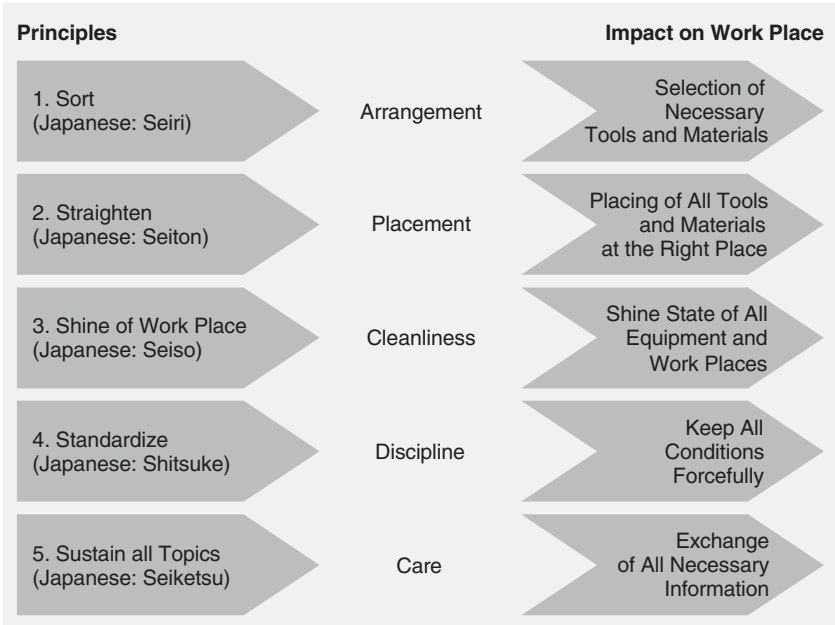 Principles
Impact on Work Place
1. Sort
(Japanese: Seiri)
Arrangement
Selection of
Necessary
Tools and Materials
2. Straighten
(Japanese: Seiton)
Placement
Placing of All Tools
and Materials
at the Right Place
3. Shine of Work Place
(Japanese: Seiso)
Cleanliness
Shine State of All
Equipment and
Work Places
4. Standardize
(Japanese: Shitsuke)
Discipline
Keep All
Conditions
Forcefully
5. Sustain all Topics
(Japanese: Seiketsu)
Care
Exchange
of All Necessary
Information